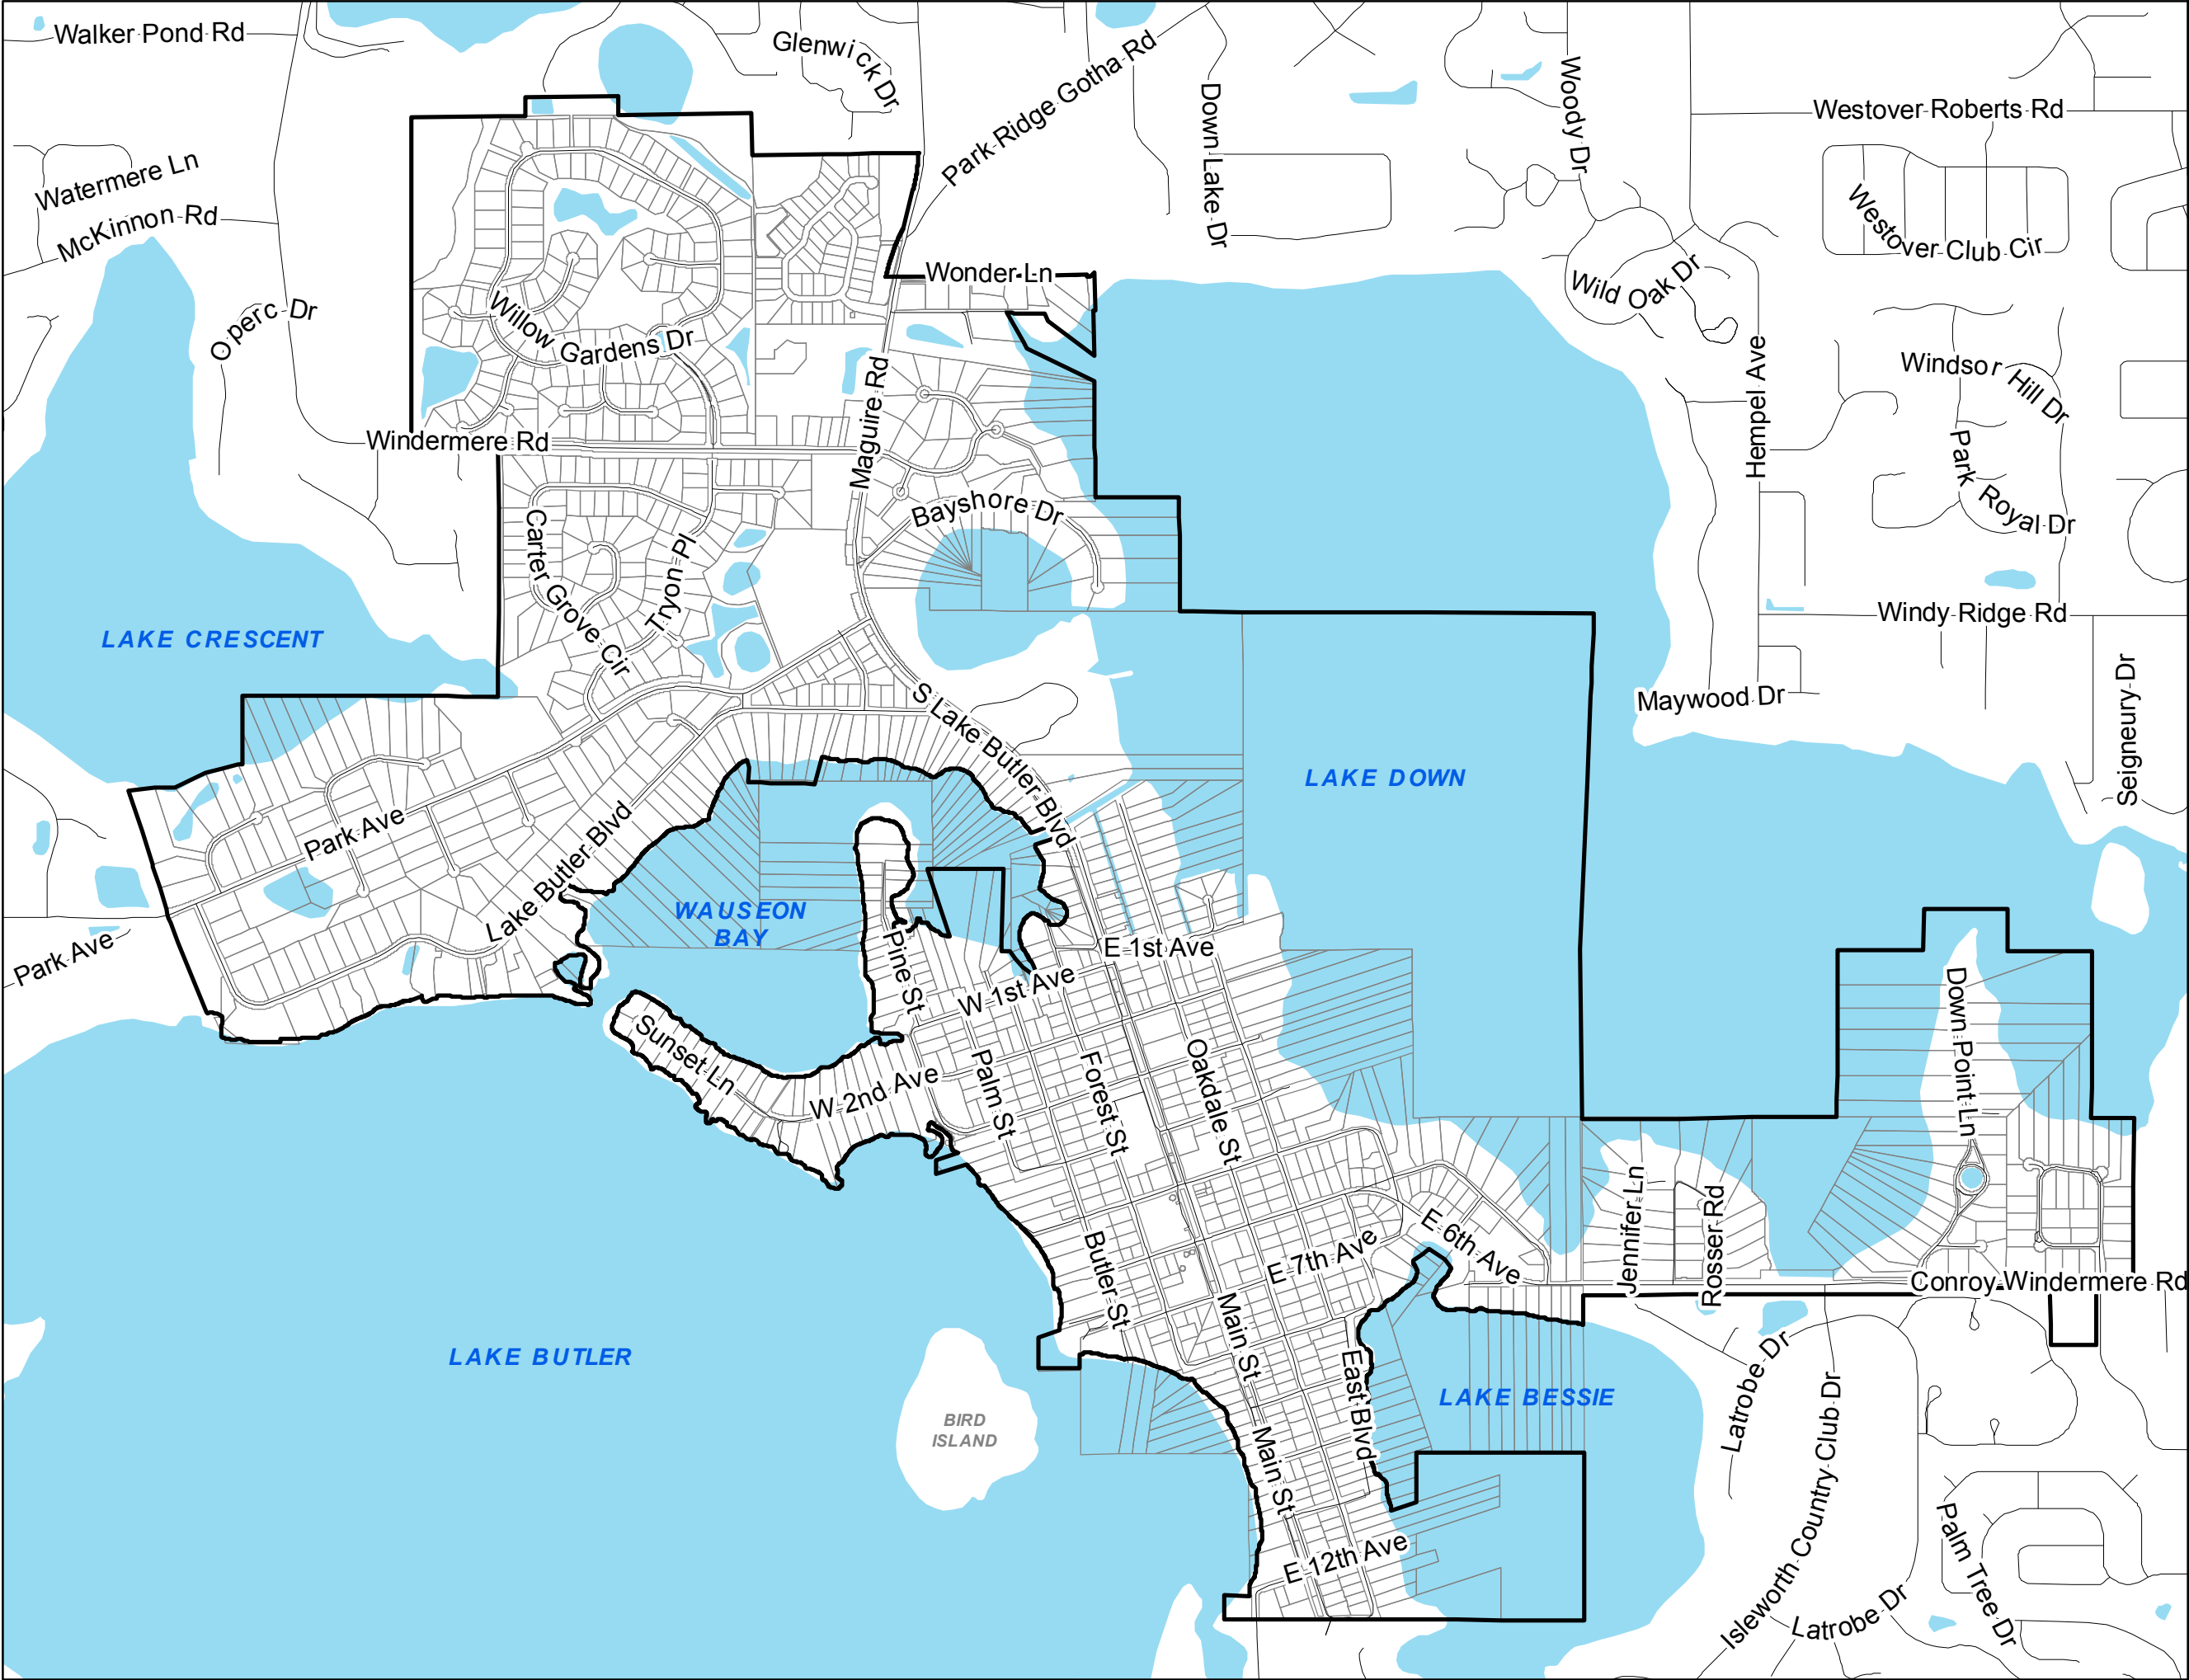 Walker Pond Rd
Glenwick Dr
Park Ridge Gotha Rd
Down Lake Dr
Woody Dr
Westover Roberts Rd
Watermere Ln
McKinnon Rd
Westover Club Cir
Wonder Ln
Wild Oak Dr
Operc Dr
Willow Gardens Dr
Maguire Rd
Hempel Ave
Windsor Hill Dr
Windermere Rd
Park Royal Dr
Bayshore Dr
Carter Grove Cir
Tryon Pl
LAKE CRESCENT
Windy Ridge Rd
Seigneury Dr
Maywood Dr
S Lake Butler Blvd
LAKE DOWN
Park Ave
Lake Butler Blvd
WAUSEON
BAY
Park Ave
Pine St
E 1st Ave
W 1st Ave
Down Point Ln
Sunset Ln
W 2nd Ave
Palm St
Forest St
Oakdale St
Jennifer Ln
Rosser Rd
E 6th Ave
E 7th Ave
Butler St
Conroy Windermere Rd
Main St
LAKE BUTLER
East Blvd
LAKE BESSIE
Latrobe Dr
Isleworth Country Club Dr
BIRD
ISLAND
Main St
E 12th Ave
Palm Tree Dr
Latrobe Dr